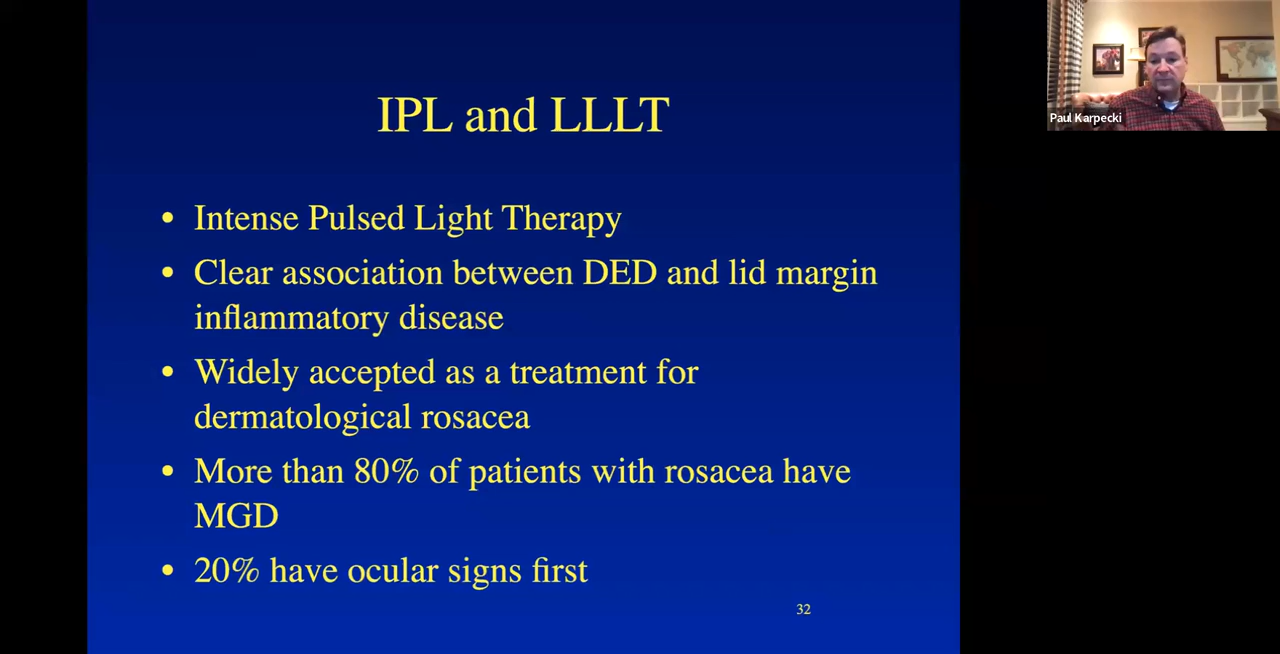 IPL and LLLT
• Intense Pulsed Light Therapy
• Clear association between DED and lid margin
inflammatory disease
• Widely accepted as a treatment for
dermatological rosacea
• More than 80% of patients with rosacea have
MGD
• 20% have ocular signs first
32
Paul Karpecki